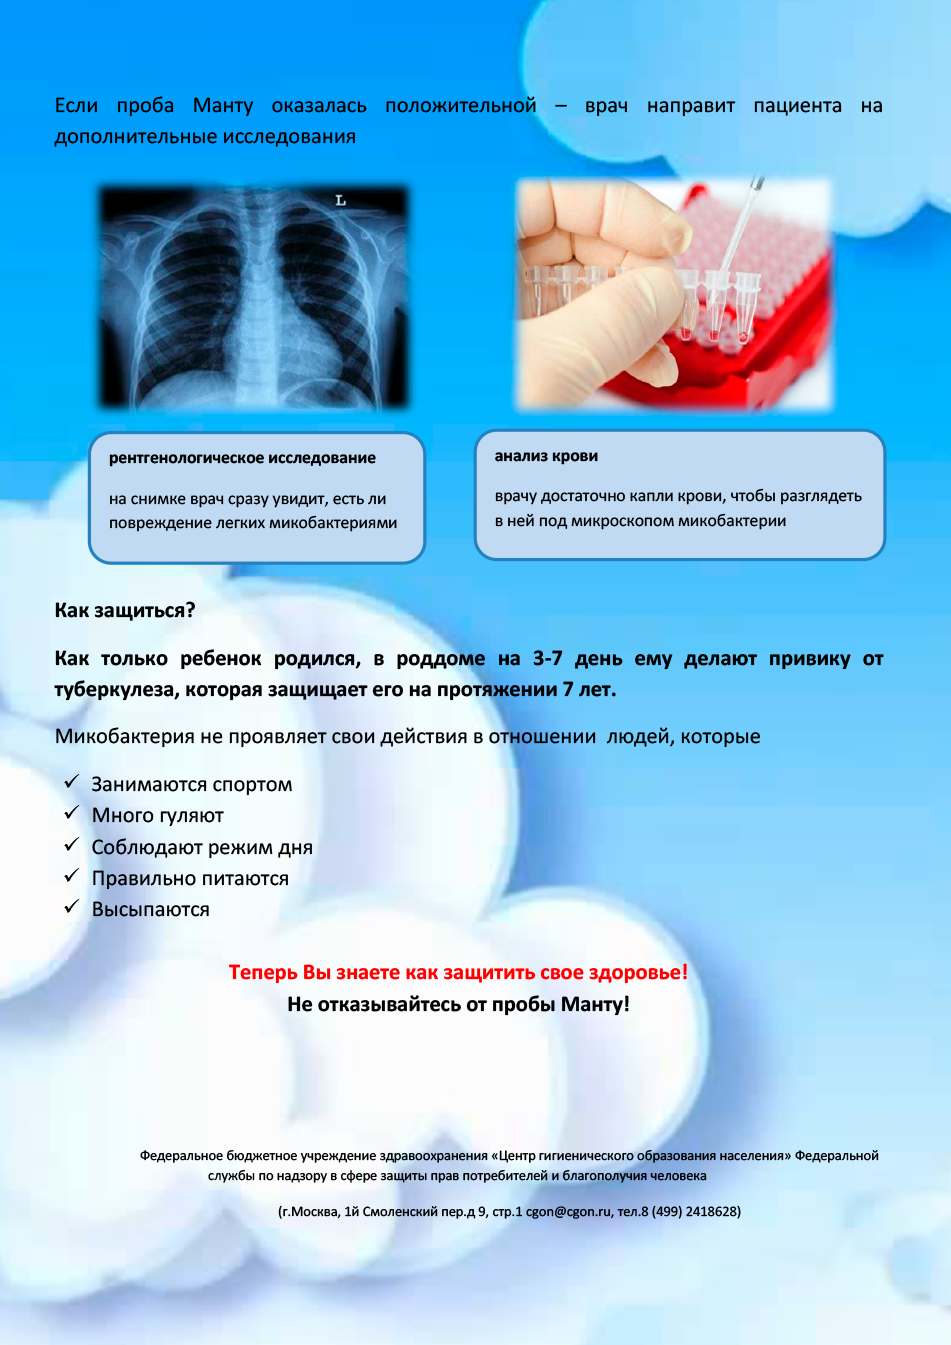 Если проба Манту оказалась положительной – врач направит пациента на
дополнительные исследования
L
рентгенологическое исследование
на снимке врач сразу увидит, есть ли
повреждение легких микобактериями
анализ крови
врачу достаточно капли крови, чтобы разглядеть
в ней под микроскопом микобактерии
Как защиться?
Как только ребенок родился, в роддоме на 3-7 день ему делают привику от
туберкулеза, которая защищает его на протяжении 7 лет.
Микобактерия не проявляет свои действия в отношении людей, которые
✓ Занимаются спортом
✓ Много гуляют
✓ Соблюдают режим дня
✓ Правильно питаются
✓ Высыпаются
Теперь Вы знаете как защитить свое здоровье!
Не отказывайтесь от пробы Манту!
Федеральное бюджетное учреждение здравоохранения «Центр гигиенического образования населения» Федеральной
службы по надзору в сфере защиты прав потребителей и благополучия человека
(г.Москва, 1й Смоленский пер.д 9, стр.1 cgon@cgon.ru, тел.8 (499) 2418628)